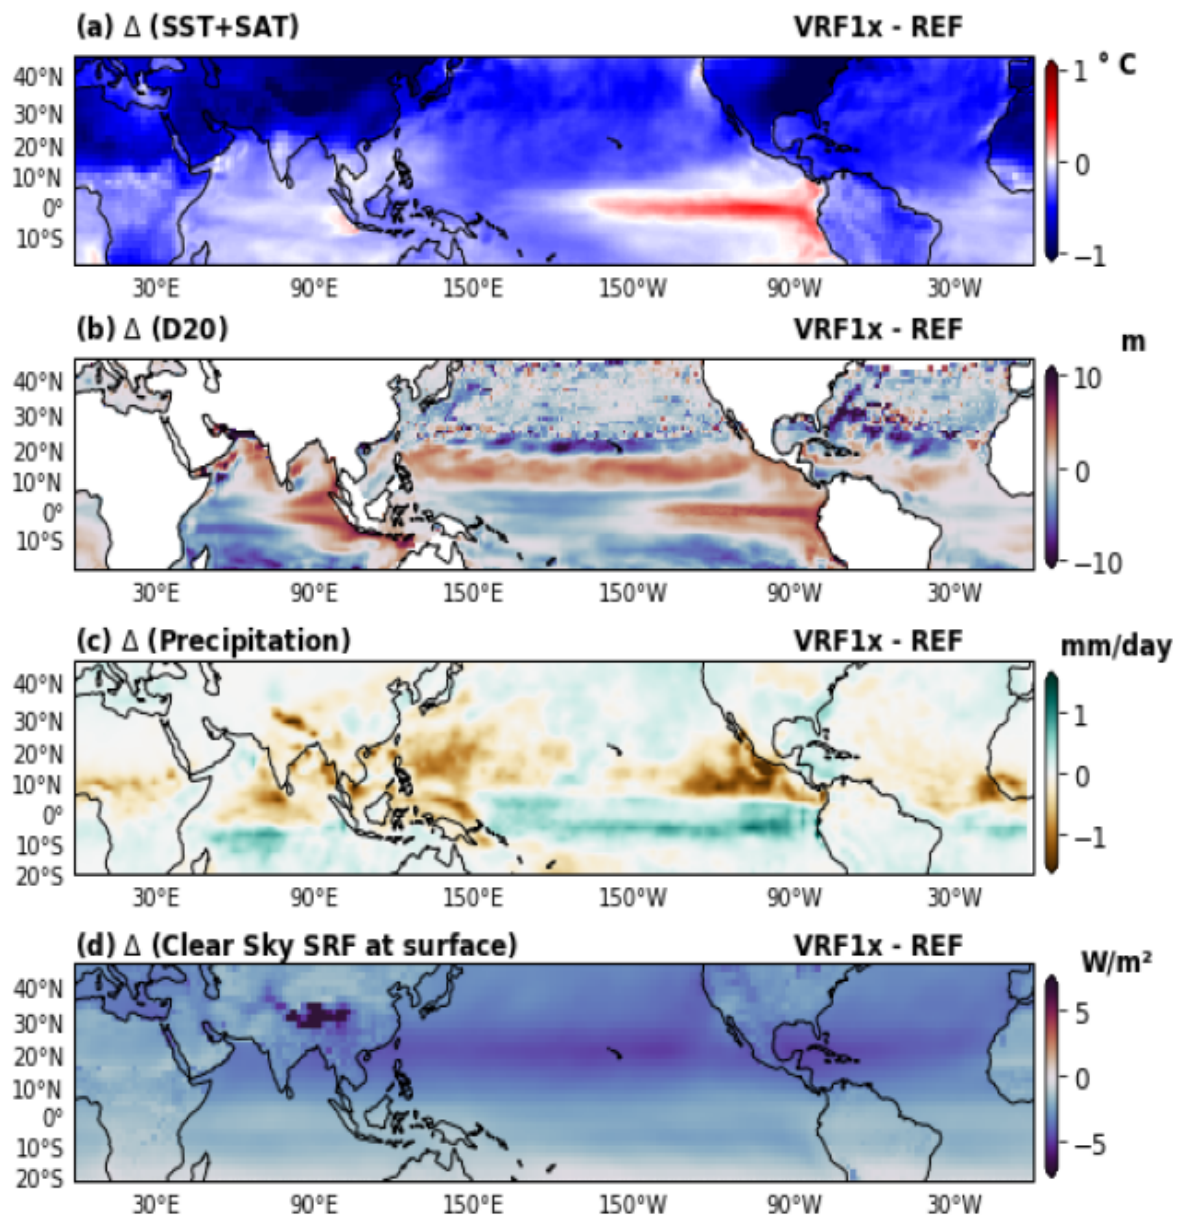 (a) Δ (SST+SAT) VRF1x - REF
° C
40°N
30°N
20°N
10°N
0°
10°S
1
0
−1
30°E 90°E 150°E 150°W 90°W 30°W
(b) Δ (D20) VRF1x - REF
m
40°N
30°N
20°N
10°N
0°
10°S
10
0
−10
30°E 90°E 150°E 150°W 90°W 30°W
(c) Δ (Precipitation) VRF1x - REF
mm/day
40°N
30°N
20°N
10°N
0°
10°S
20°S
1
0
−1
30°E 90°E 150°E 150°W 90°W 30°W
(d) Δ (Clear Sky SRF at surface) VRF1x - REF
W/m²
40°N
30°N
20°N
10°N
0°
10°S
20°S
5
0
−5
30°E 90°E 150°E 150°W 90°W 30°W